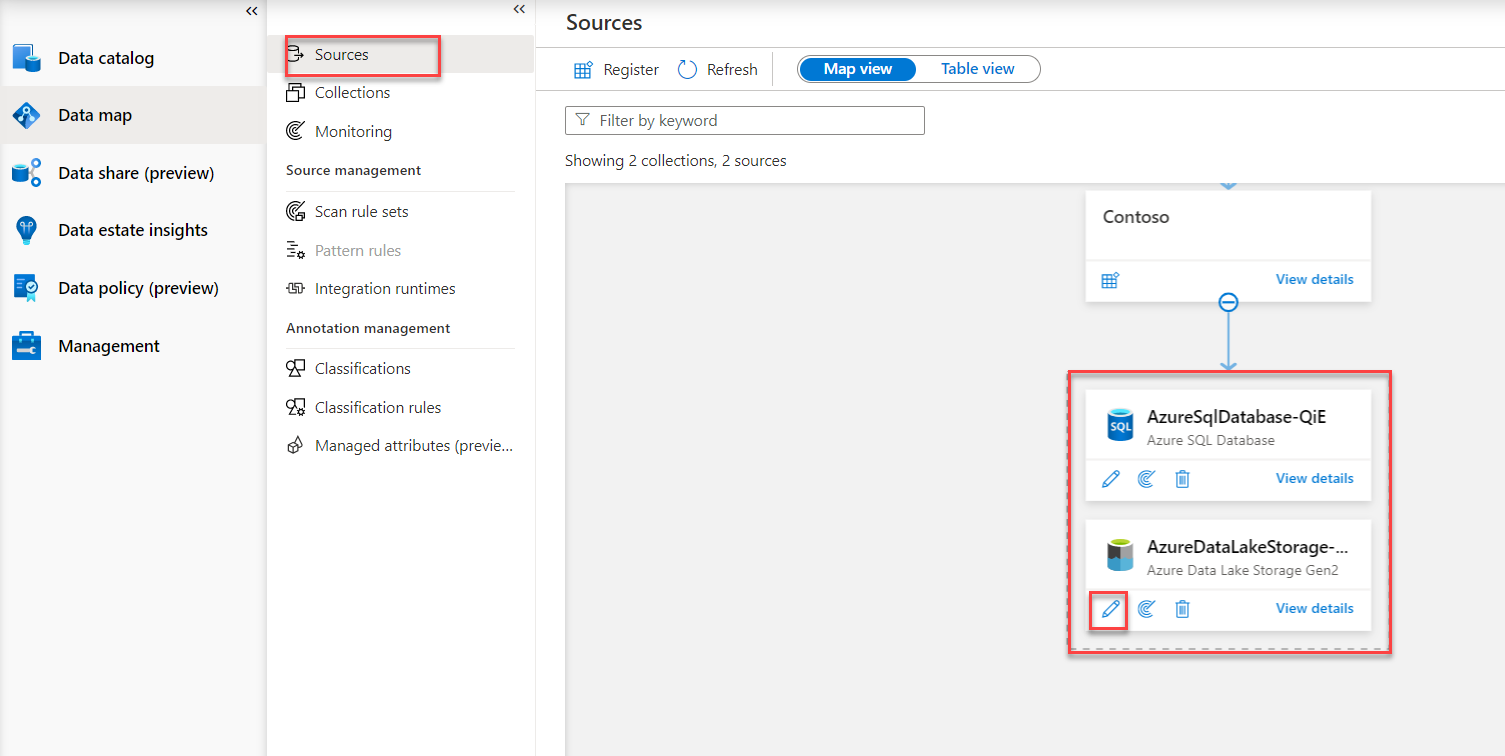 Data catalog
Data map
Data share (preview)
Data estate insights
Data policy (preview)
Management
Sources
Collections
Monitoring
Source management
Scan rule sets
Pattern rules
Integration runtimes
Annotation management
Classifications
Classification rules
Managed attributes (previe...
Sources
Register Refresh Map view Table view
Filter by keyword
Showing 2 collections, 2 sources
Contoso
View details
SQL
AzureSqlDatabase-QiE
Azure SQL Database
View details
AzureDataLakeStorage-...
Azure Data Lake Storage Gen2
View details